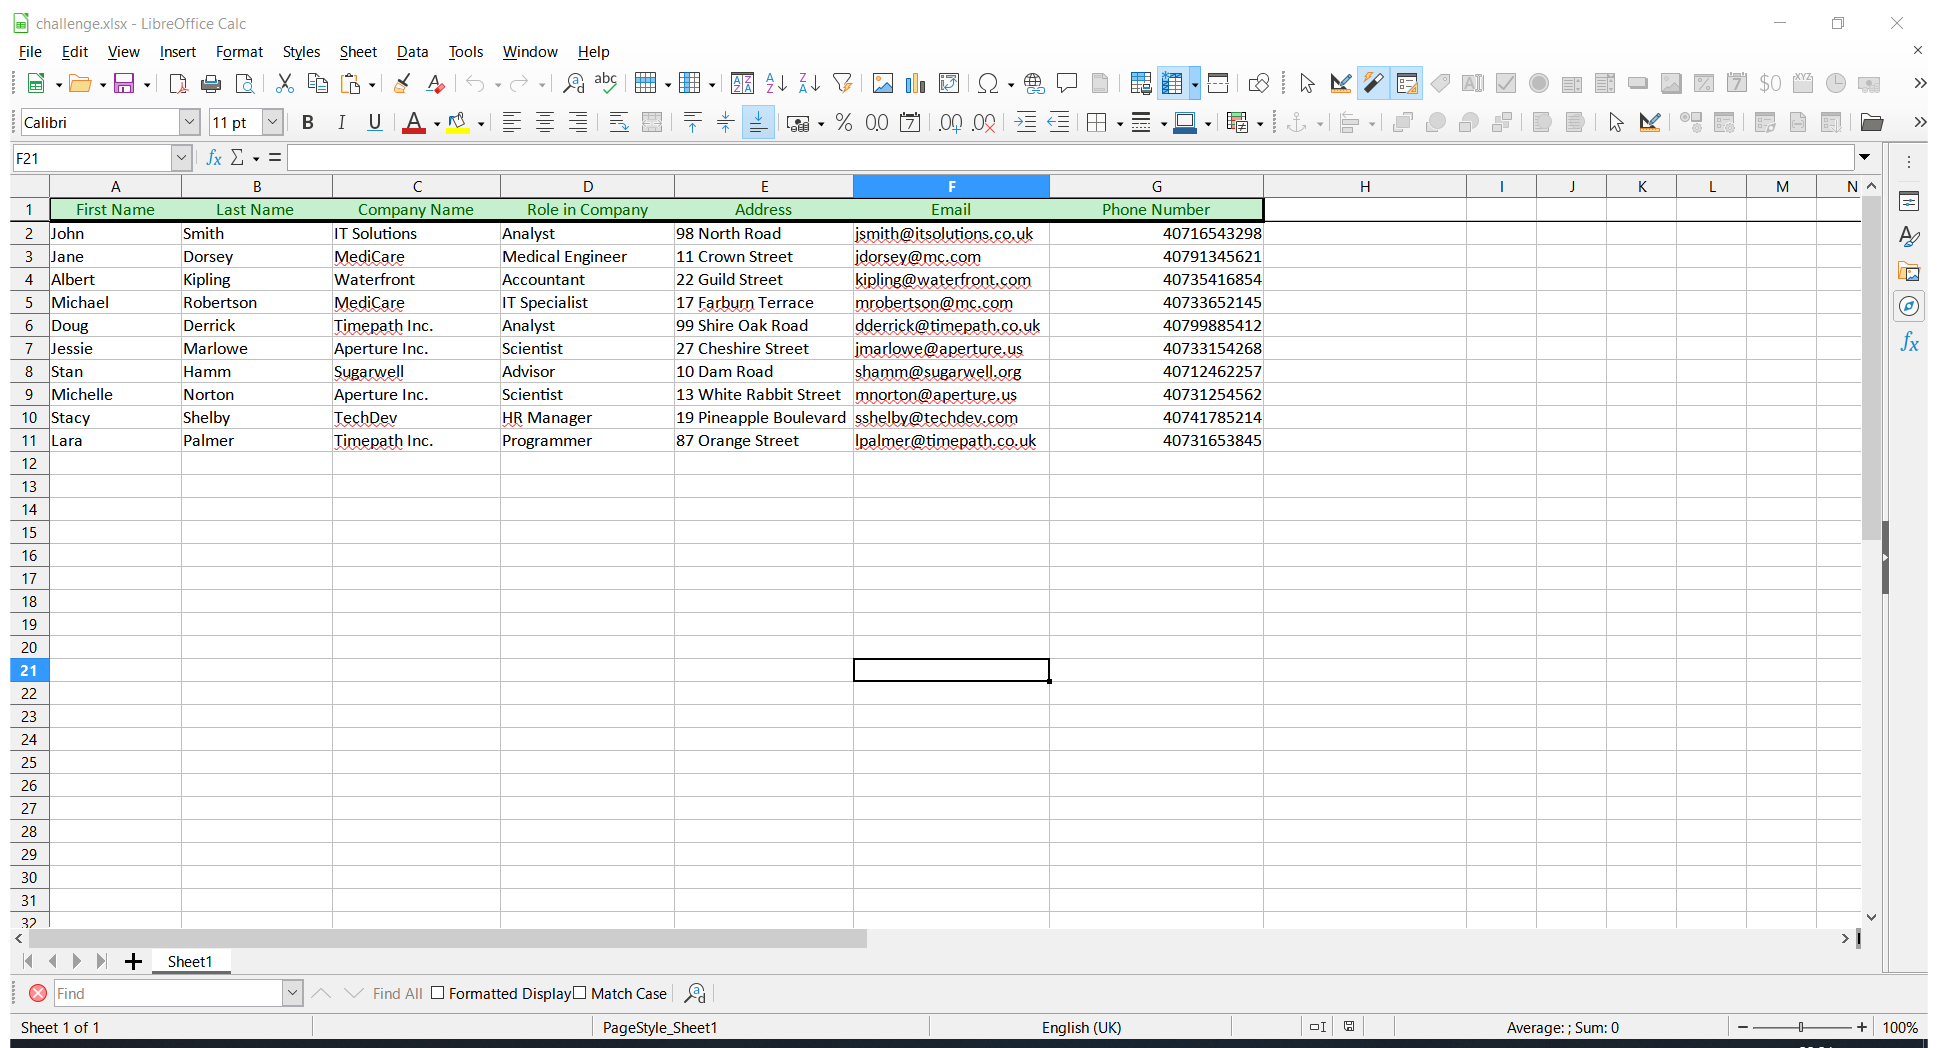 challenge.xlsx - LibreOffice Calc
File Edit View Insert Format Styles Sheet Data Tools Window Help
Calibri 11 pt B I U
F21 fx Σ =
A B C D E F G H I J K L M N
1 First Name Last Name Company Name Role in Company Address Email Phone Number
2 John Smith IT Solutions Analyst 98 North Road jsmith@itsolutions.co.uk 40716543298
3 Jane Dorsey MediCare Medical Engineer 11 Crown Street jdorsey@mc.com 40791345621
4 Albert Kipling Waterfront Accountant 22 Guild Street kipling@waterfront.com 40735416854
5 Michael Robertson MediCare IT Specialist 17 Farburn Terrace mrobertson@mc.com 40733652145
6 Doug Derrick Timepath Inc. Analyst 99 Shire Oak Road dderrick@timepath.co.uk 40799885412
7 Jessie Marlowe Aperture Inc. Scientist 27 Cheshire Street jmarlowe@aperture.us 40733154268
8 Stan Hamm Sugarwell Advisor 10 Dam Road shamm@sugarwell.org 40712462257
9 Michelle Norton Aperture Inc. Scientist 13 White Rabbit Street mnorton@aperture.us 40731254562
10 Stacy Shelby TechDev HR Manager 19 Pineapple Boulevard sshelby@techdev.com 40741785214
11 Lara Palmer Timepath Inc. Programmer 87 Orange Street lpalmer@timepath.co.uk 40731653845
12
13
14
15
16
17
18
19
20
21
22
23
24
25
26
27
28
29
30
31
32
Sheet1
Find Find All Formatted Display Match Case
Sheet 1 of 1 PageStyle_Sheet1 English (UK) Average: ; Sum: 0 100%